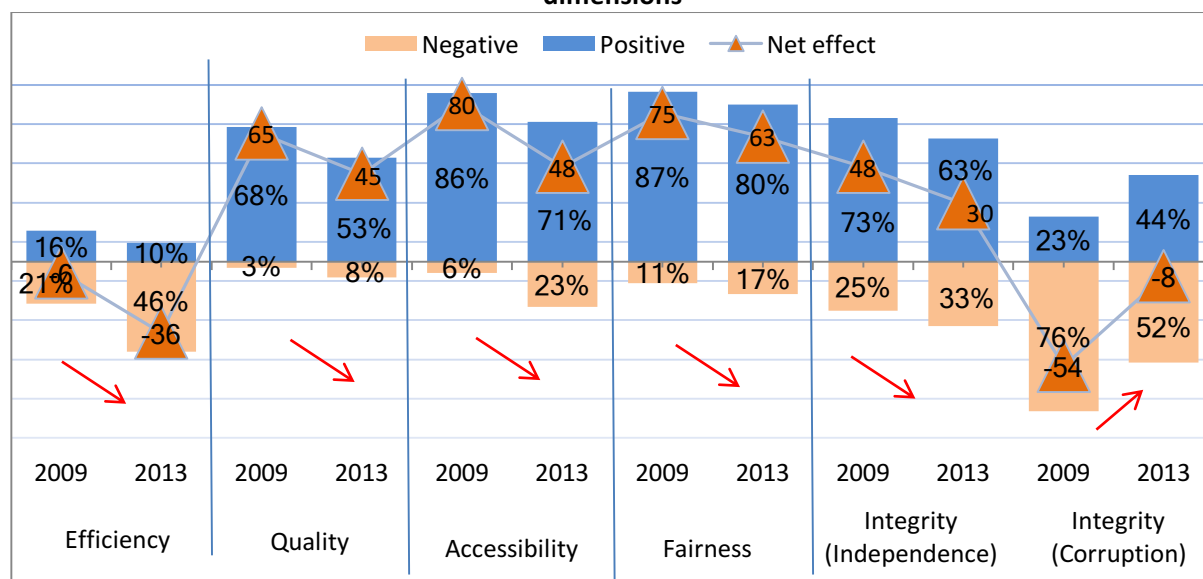 dimensions
Negative Positive Net effect
16% 10% 68% 53% 86% 71% 87% 80% 73% 63% 23% 44%
21% 46% 3% 8% 6% 23% 11% 17% 25% 33% 76% 52%
-36 65 45 80 48 75 63 48 30 -54 -8
2009 2013 2009 2013 2009 2013 2009 2013 2009 2013 2009 2013
Efficiency Quality Accessibility Fairness Integrity Integrity
(Independence) (Corruption)